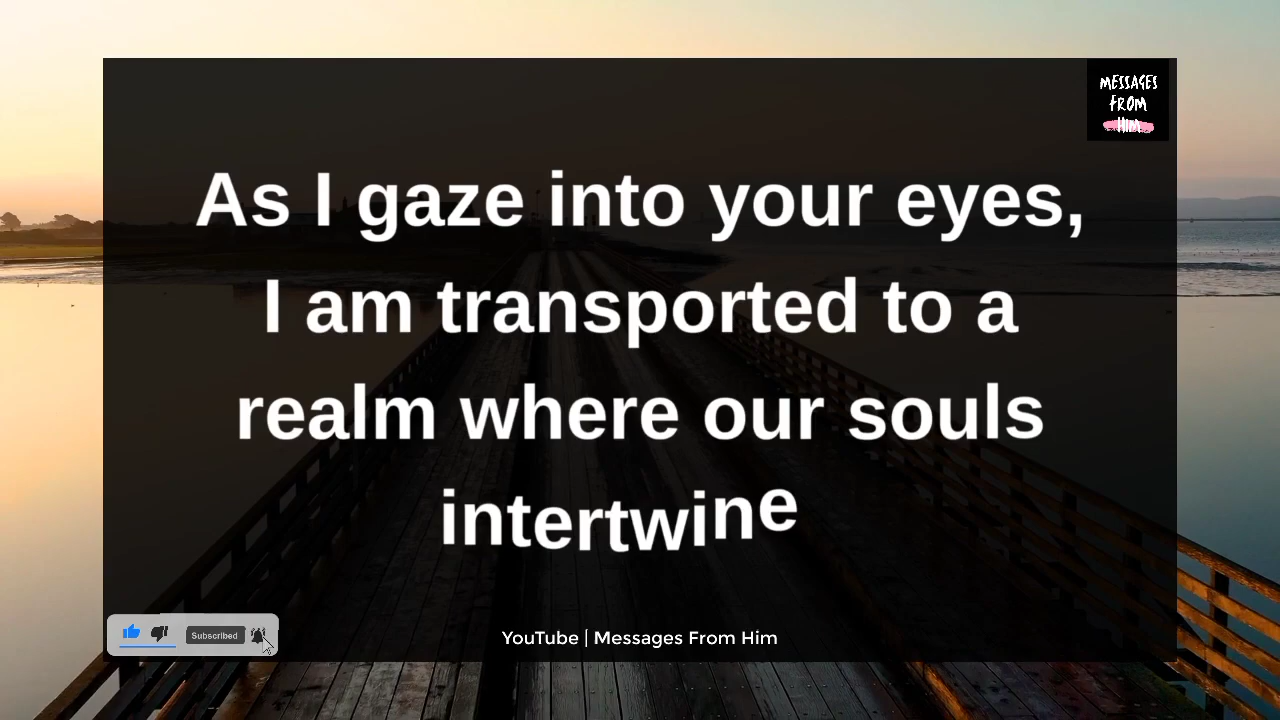 MESSAGES
FROM
HIM
As I gaze into your eyes,
I am transported to a
realm where our souls
intertwine
Subscribed
YouTube | Messages From Him